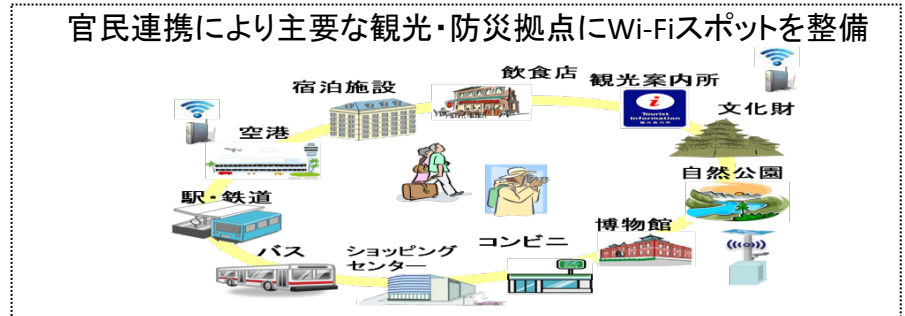 官民連携により主要な観光・防災拠点にWi-Fiスポットを整備
飲食店
観光案内所
宿泊施設
i
Tourist
Information
文化財
空港
自然公園
駅・鉄道
博物館
コンビニ
バス
ショッピング
センター